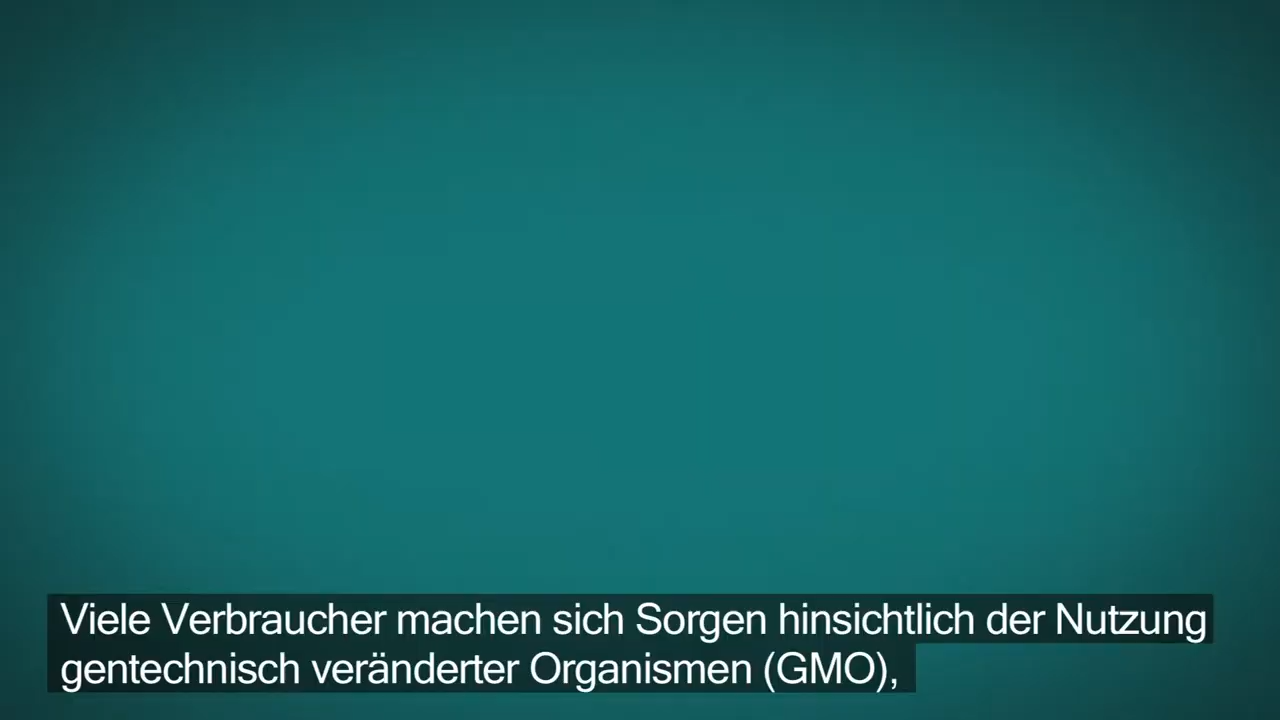 Viele Verbraucher machen sich Sorgen hinsichtlich der Nutzung
gentechnisch veränderter Organismen (GMO),